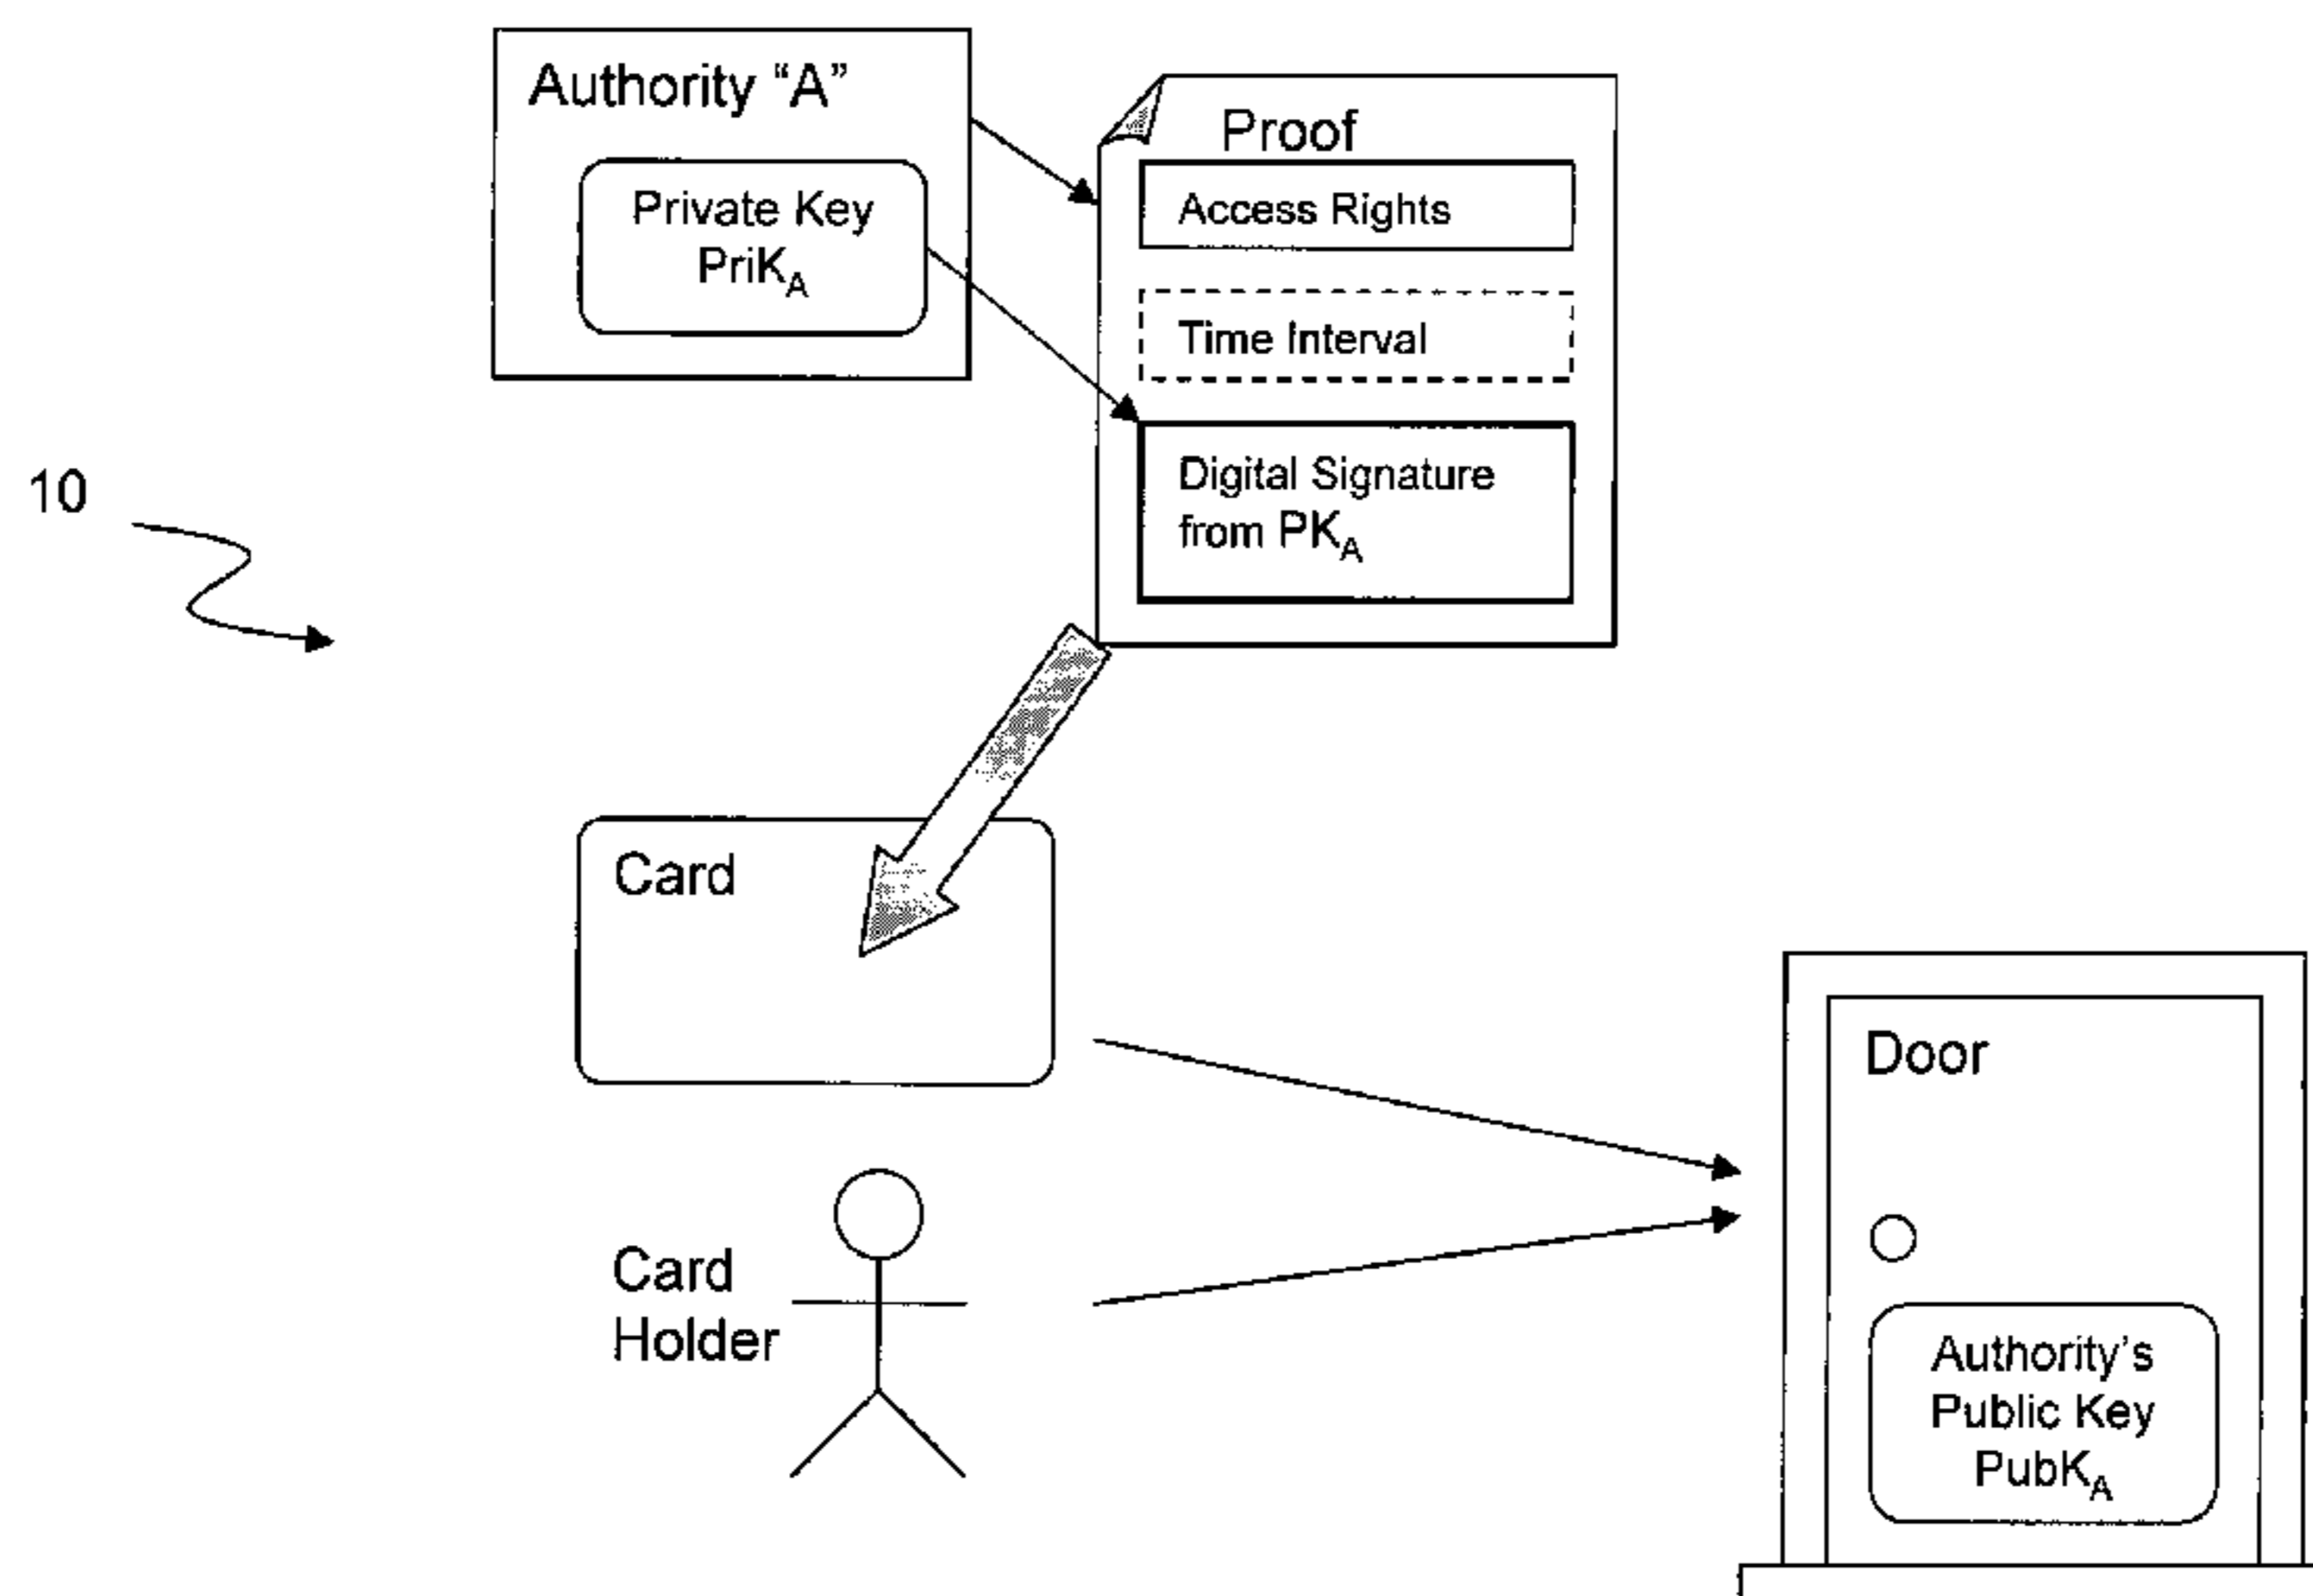 Authority “A”
Private Key
PriK_A
Proof
Access Rights
Time Interval
Digital Signature
from PK_A
10
Card
Card
Holder
Door
Authority’s
Public Key
PubK_A